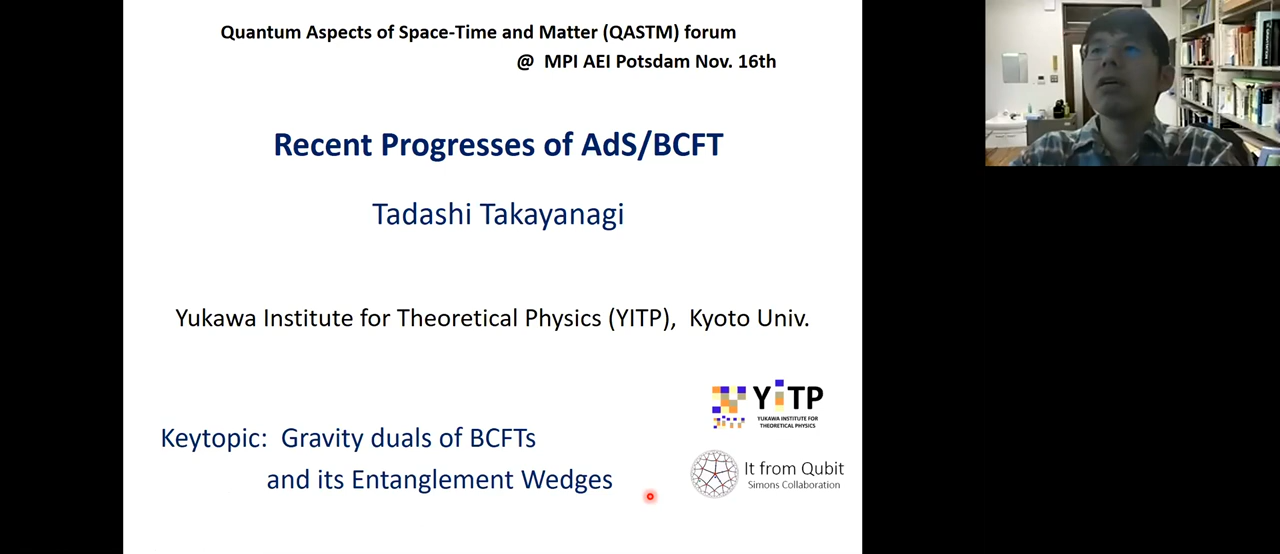 Quantum Aspects of Space-Time and Matter (QASTM) forum
@ MPI AEI Potsdam Nov. 16th
Recent Progresses of AdS/BCFT
Tadashi Takayanagi
Yukawa Institute for Theoretical Physics (YITP), Kyoto Univ.
YiTP
YUKAWA INSTITUTE FOR
THEORETICAL PHYSICS
Keytopic: Gravity duals of BCFTs
and its Entanglement Wedges
It from Qubit
Simons Collaboration